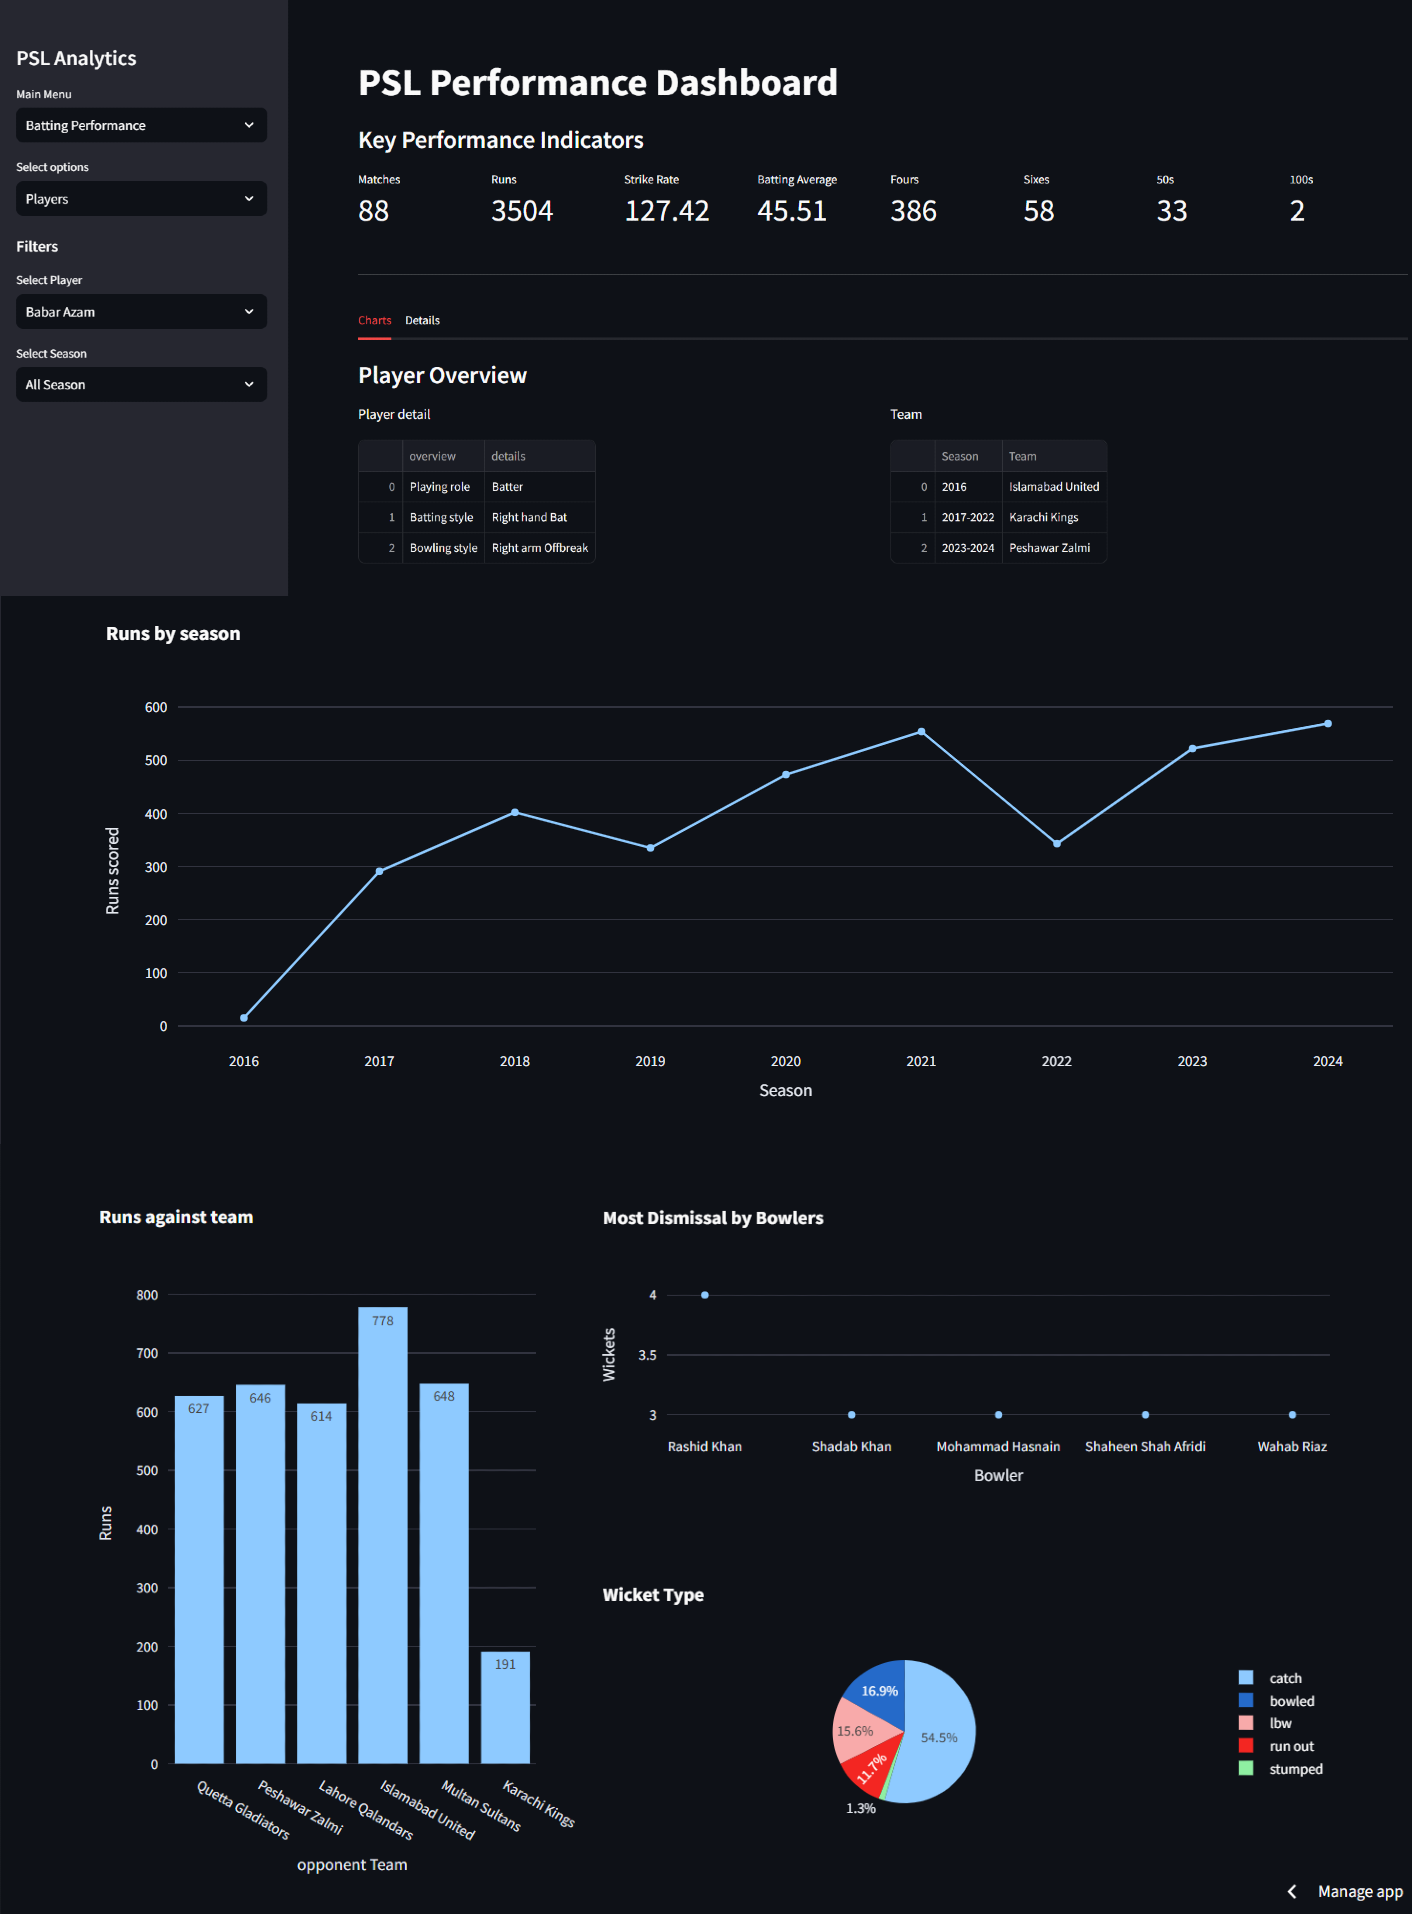 PSL Analytics
Main Menu
Batting Performance
Select options
Players
Filters
Select Player
Babar Azam
Select Season
All Season
PSL Performance Dashboard
Key Performance Indicators
Matches Runs Strike Rate Batting Average Fours Sixes 50s 100s
88 3504 127.42 45.51 386 58 33 2
Charts Details
Player Overview
Player detail
overview details
0 Playing role Batter
1 Batting style Right hand Bat
2 Bowling style Right arm Offbreak
Team
Season Team
0 2016 Islamabad United
1 2017-2022 Karachi Kings
2 2023-2024 Peshawar Zalmi
Runs by season
600
500
400
300
200
100
0
Runs scored
2016 2017 2018 2019 2020 2021 2022 2023 2024
Season
Runs against team
800
700
600
500
400
300
200
100
0
Runs
627 646 614 778 648 191
Quetta Gladiators
Peshawar Zalmi
Lahore Qalandars
Islamabad United
Multan Sultans
Karachi Kings
opponent Team
Most Dismissal by Bowlers
4
3.5
3
Wickets
Rashid Khan Shadab Khan Mohammad Hasnain Shaheen Shah Afridi Wahab Riaz
Bowler
Wicket Type
16.9%
15.6%
54.5%
11.7%
1.3%
catch
bowled
lbw
run out
stumped
Manage app